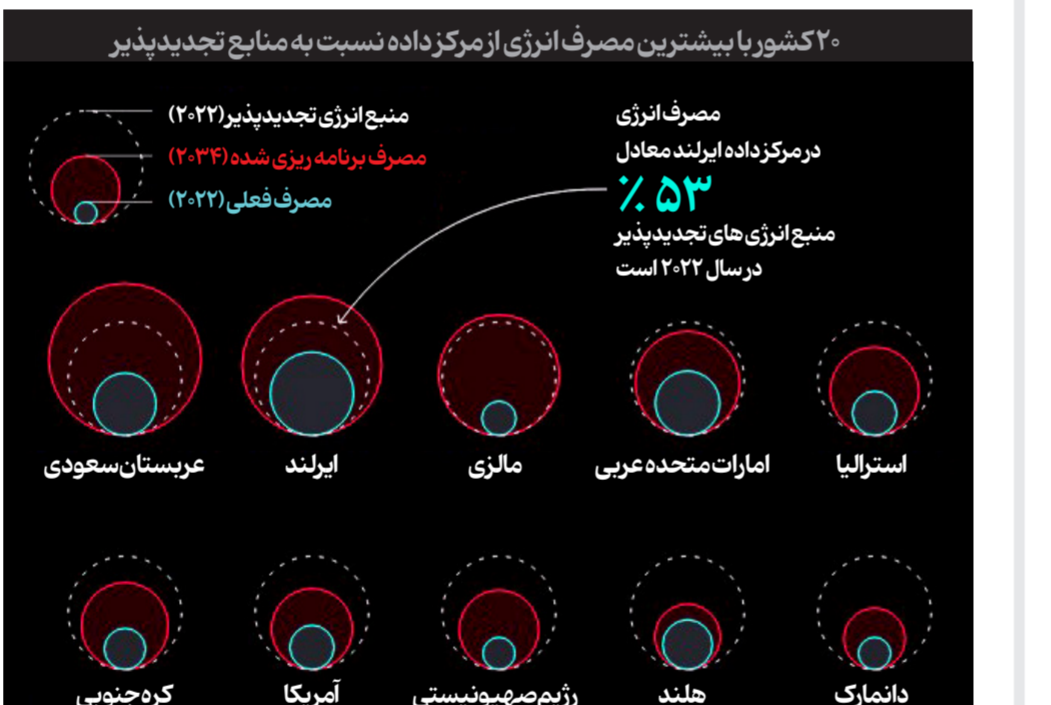 ۲۰ کشور با بیشترین مصرف انرژی از مرکز داده نسبت به منابع تجدیدپذیر
منبع انرژی تجدیدپذیر (۲۰۲۲)
مصرف برنامه ریزی شده (۲۰۳۴)
مصرف فعلی (۲۰۲۲)
مصرف انرژی
در مرکز داده ایرلند معادل
۵۳ ٪
منبع انرژی های تجدیدپذیر
در سال ۲۰۲۲ است
عربستان سعودی
ایرلند
مالزی
امارات متحده عربی
استرالیا
کره جنوبی
آمریکا
رژیم صهیونیستی
هلند
دانمارک